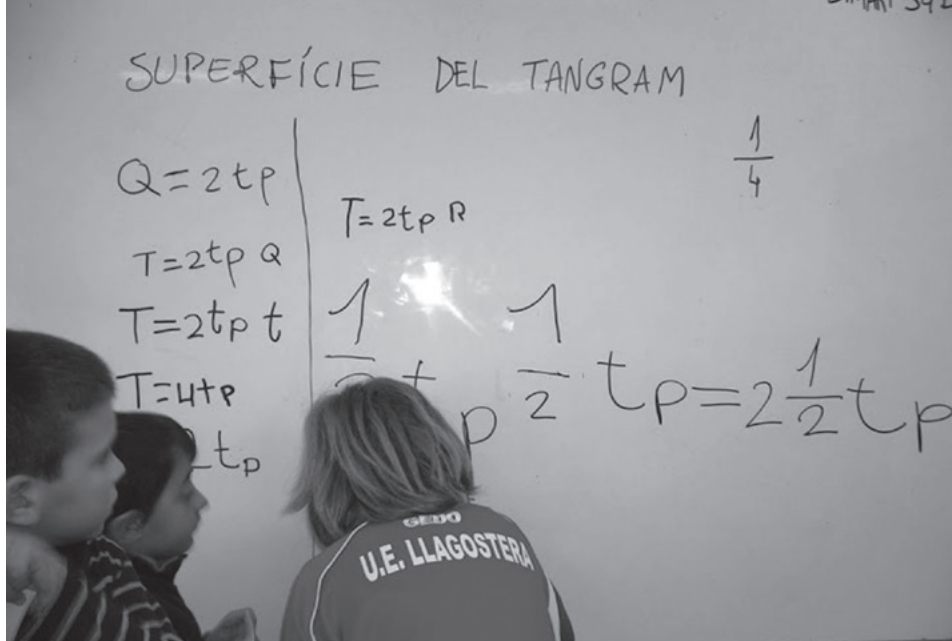 SUPERFÍCIE DEL TANGRAM
Q=2tp
T=2tp Q
T=2tp t
T=4tp
tp
T=2tp R
1/4
1/ tp 1/2 tp=2 1/2 tp
U.E. LLAGOSTERA